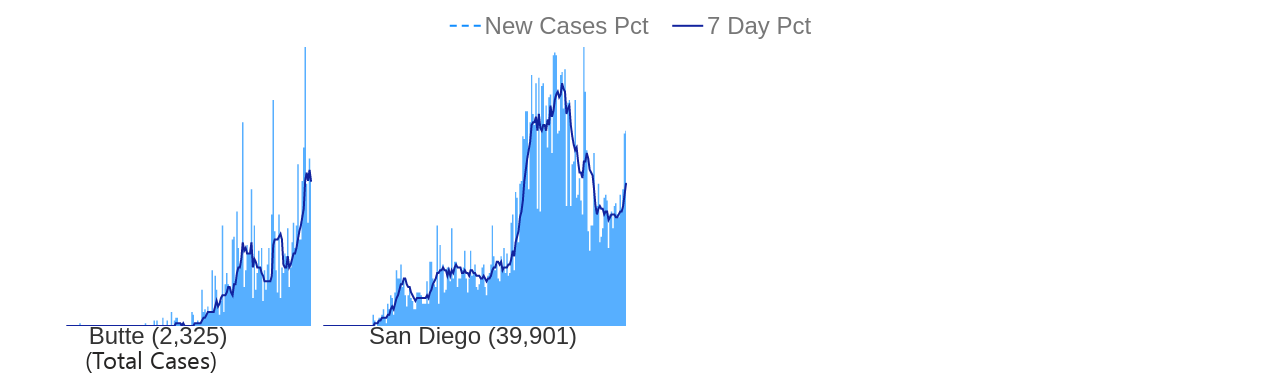 New Cases Pct 7 Day Pct
Butte (2,325) San Diego (39,901)
(Total Cases)